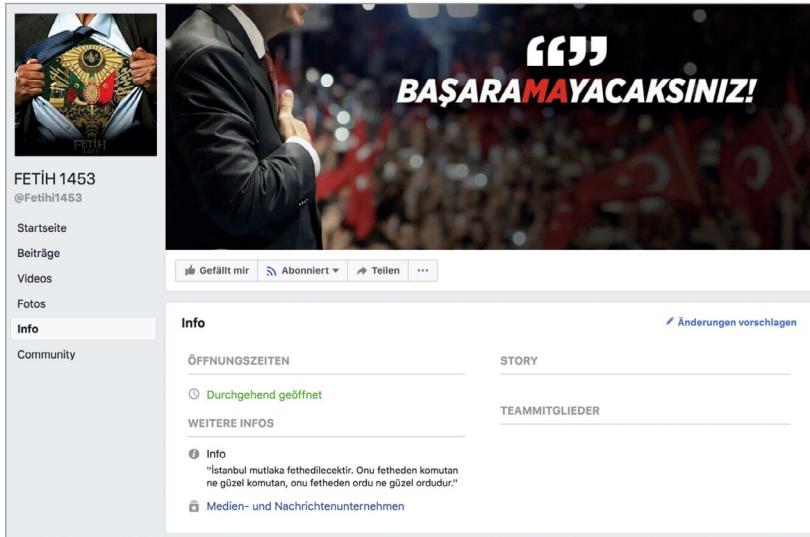 FETİH
1453
FETİH 1453
@Fetihi1453
Startseite
Beiträge
Videos
Fotos
Info
Community
“”
BAŞARAMAYACAKSINIZ!
Gefällt mir
Abonniert
Teilen
...
Info
Änderungen vorschlagen
ÖFFNUNGSZEITEN
Durchgehend geöffnet
WEITERE INFOS
Info
"İstanbul mutlaka fethedilecektir. Onu fetheden komutan
ne güzel komutan, onu fetheden ordu ne güzel ordudur."
Medien- und Nachrichtenunternehmen
STORY
TEAMMITGLIEDER